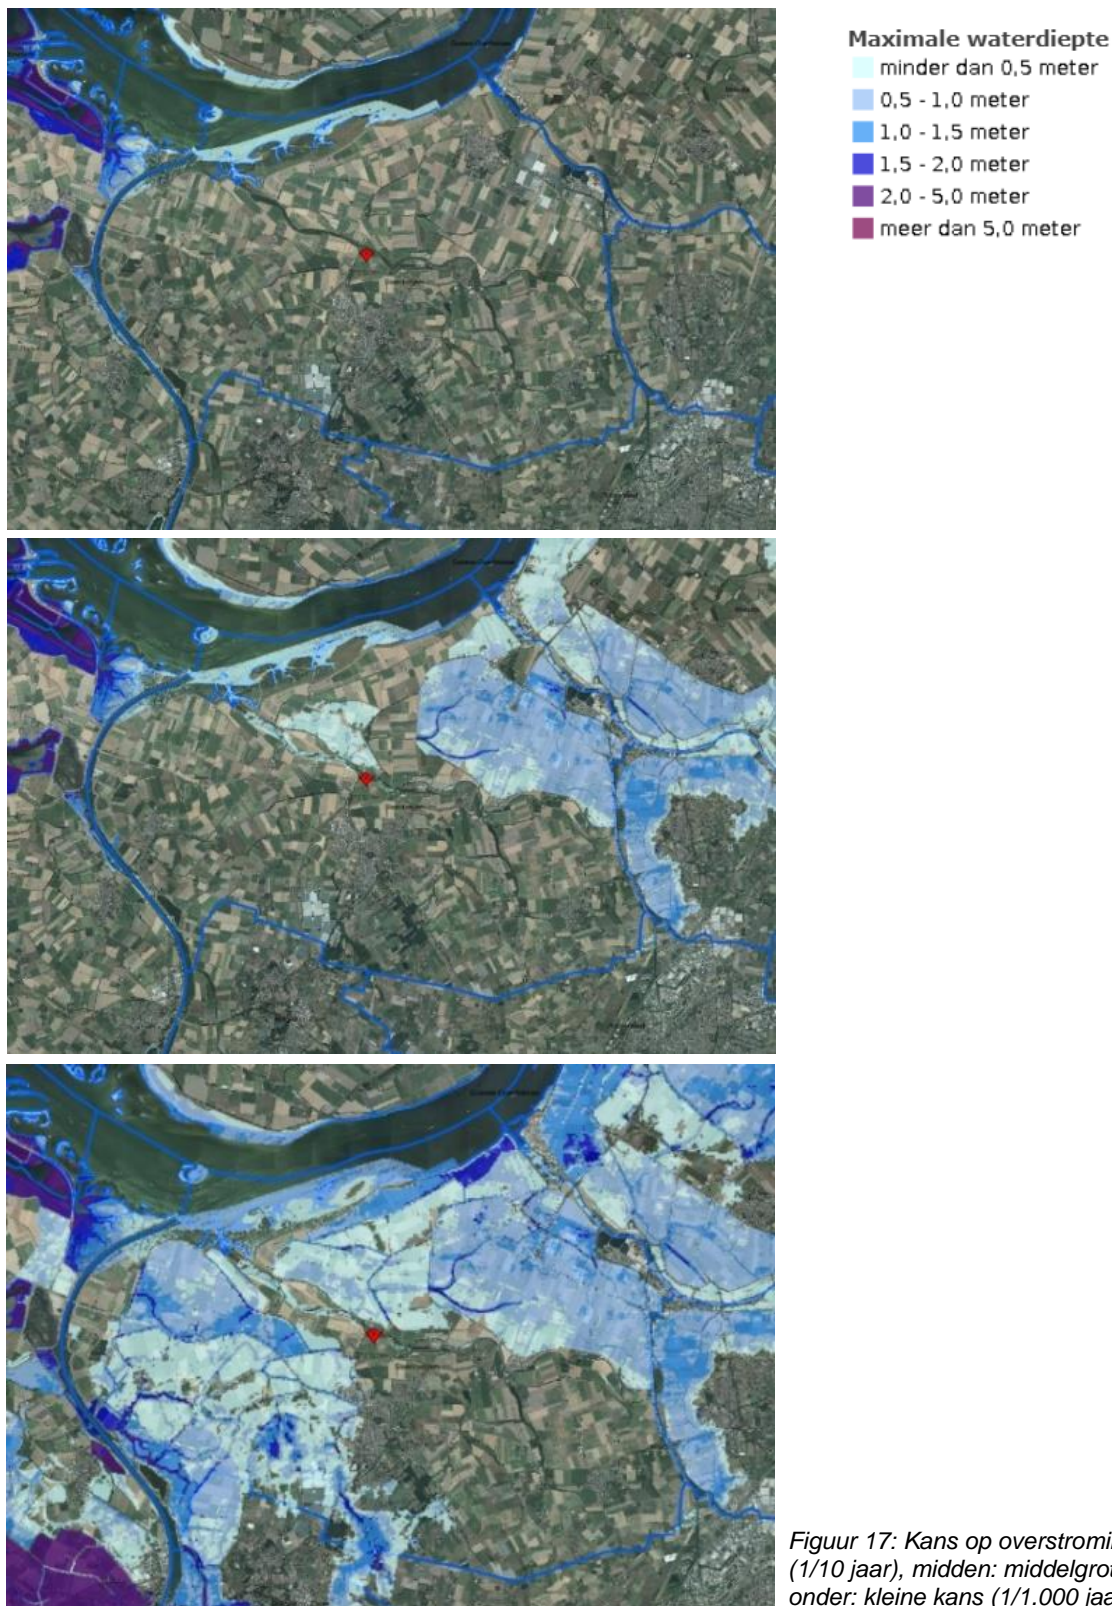 Maximale waterdiepte
minder dan 0,5 meter
0,5 - 1,0 meter
1,0 - 1,5 meter
1,5 - 2,0 meter
2,0 - 5,0 meter
meer dan 5,0 meter
Figuur 17: Kans op overstromi
(1/10 jaar), midden: middelgrot
onder: kleine kans (1/1.000 jaa